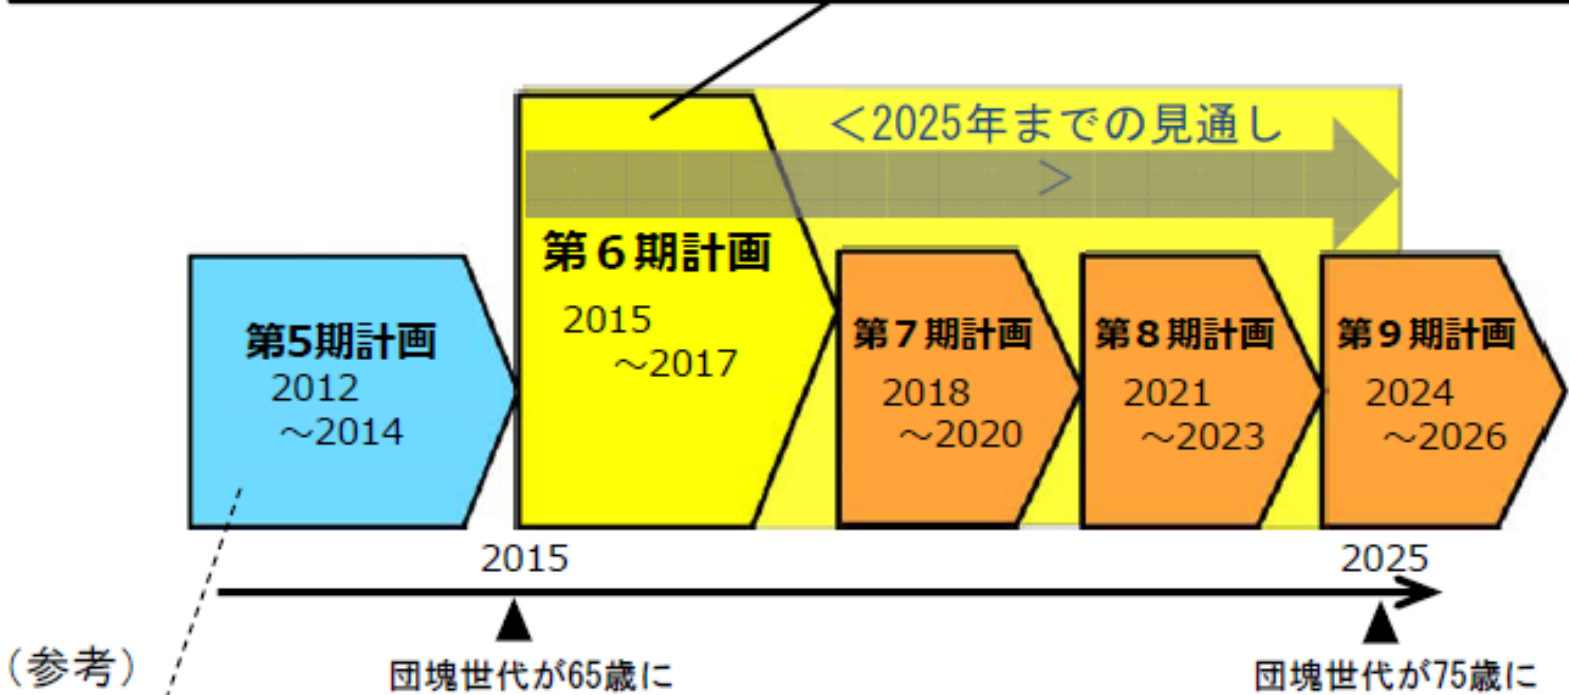 <2025年までの見通し
>
第6期計画
2015
～2017
第5期計画
2012
～2014
第7期計画
2018
～2020
第8期計画
2021
～2023
第9期計画
2024
～2026
2015
2025
団塊世代が65歳に
団塊世代が75歳に
(参考)